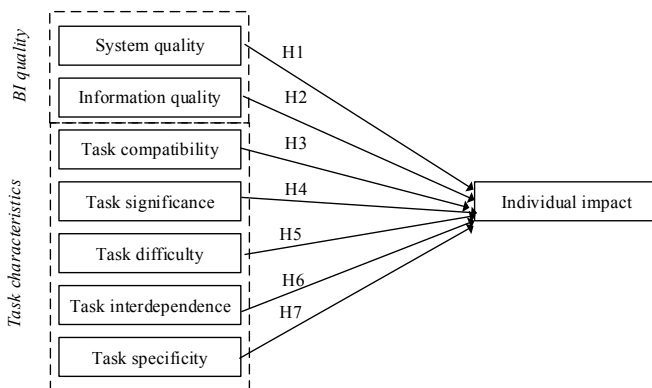 BI quality
System quality
Information quality
Task characteristics
Task compatibility
Task significance
Task difficulty
Task interdependence
Task specificity
H1
H2
H3
H4
H5
H6
H7
Individual impact